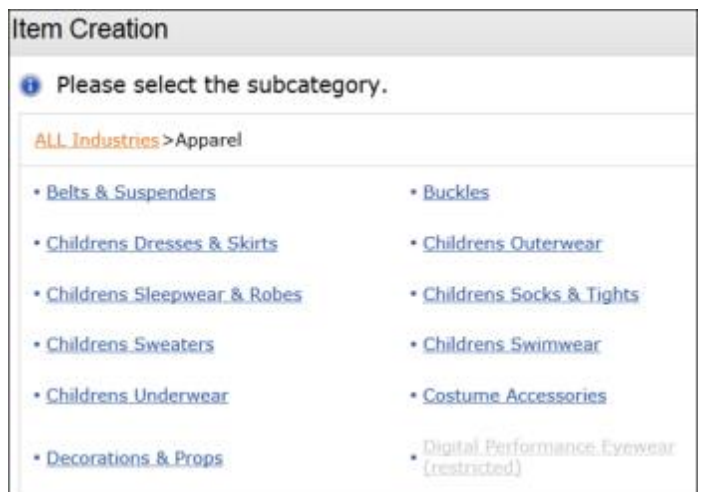 Item Creation
Please select the subcategory.
ALL Industries>Apparel
• Belts & Suspenders
• Buckles
• Childrens Dresses & Skirts
• Childrens Outerwear
• Childrens Sleepwear & Robes
• Childrens Socks & Tights
• Childrens Sweaters
• Childrens Swimwear
• Childrens Underwear
• Costume Accessories
• Decorations & Props
• Digital Performance Eyewear
(restricted)